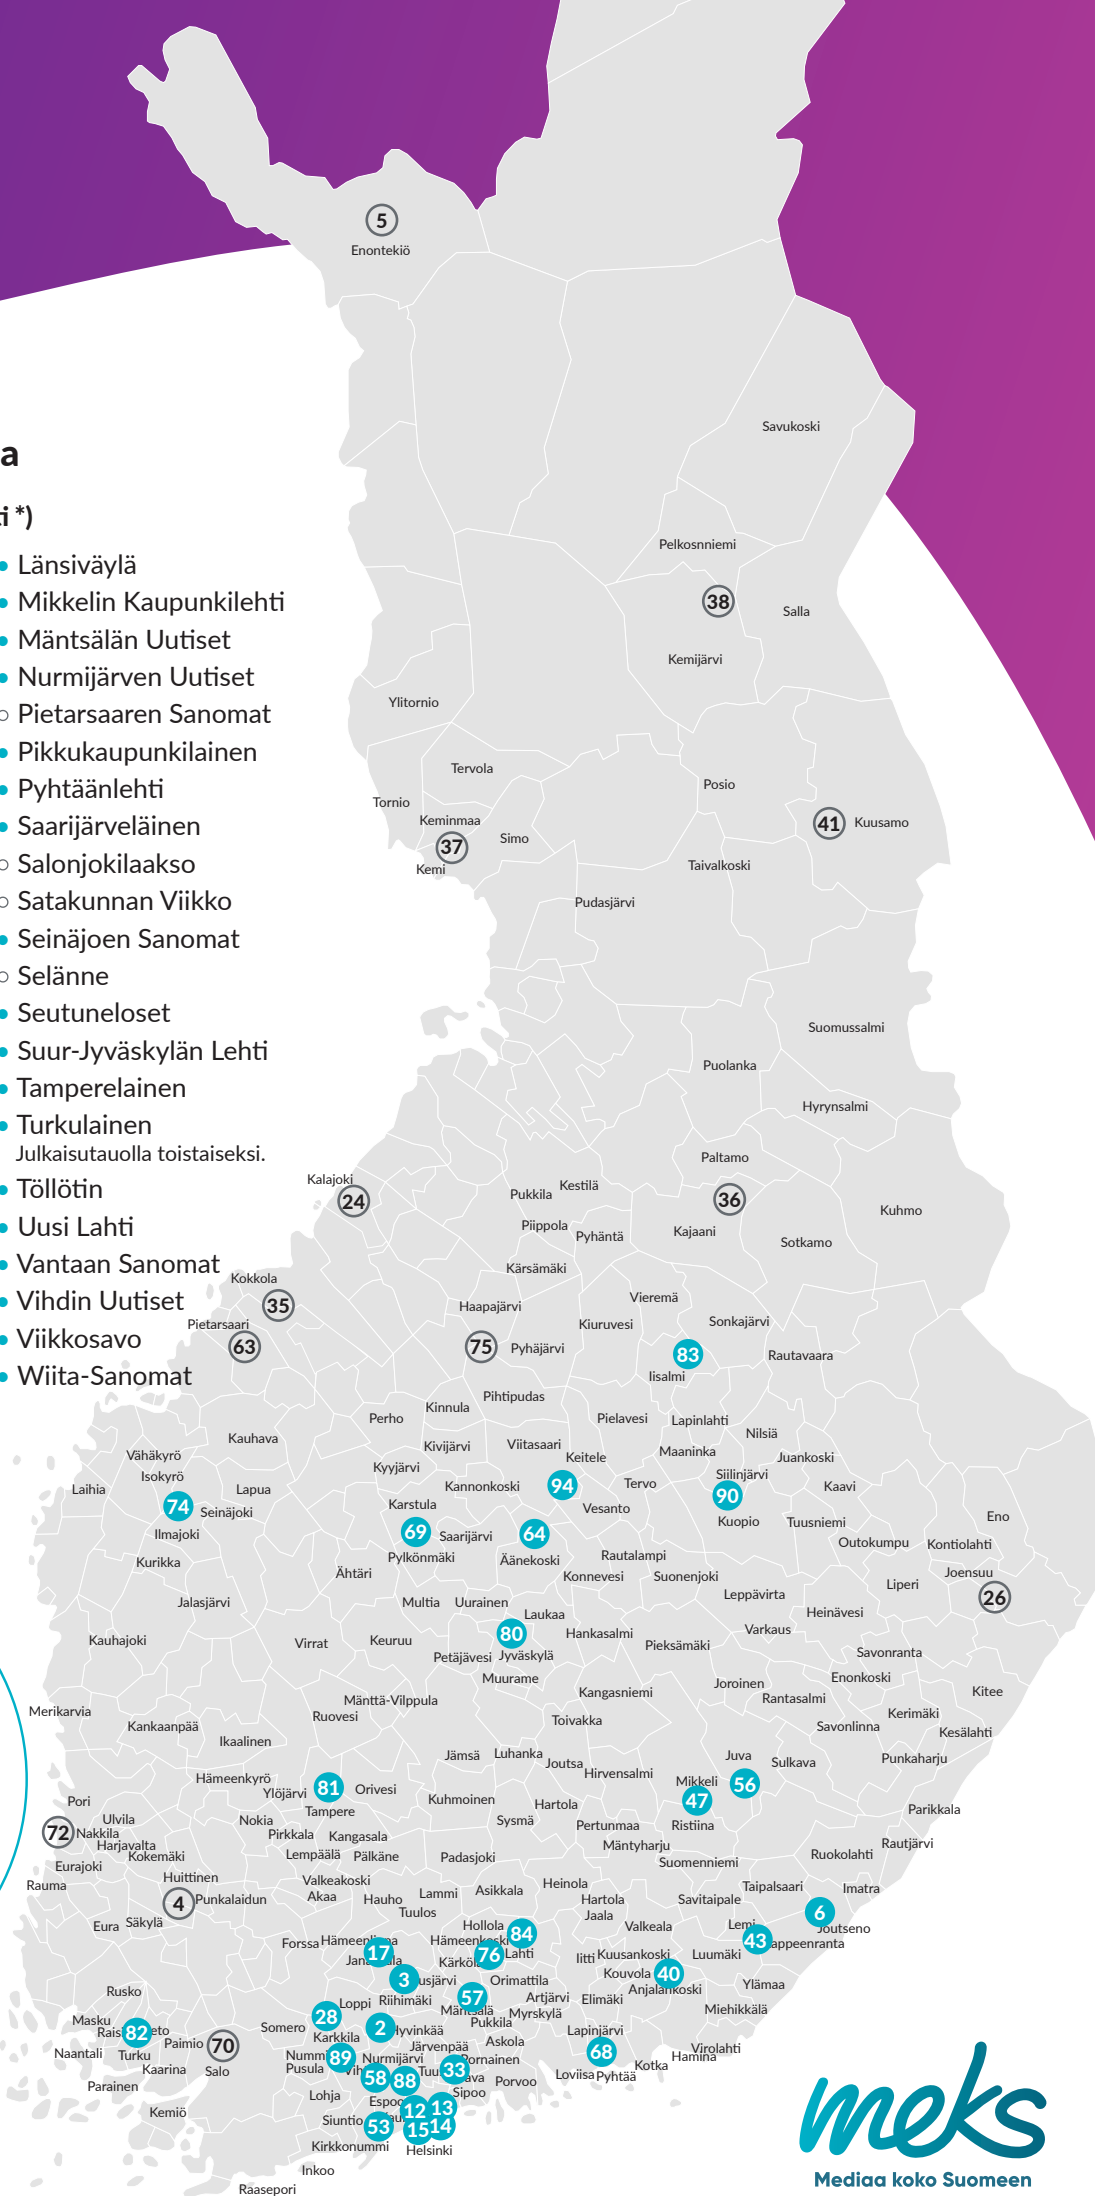 a
ti *)
Länsiväylä
Mikkelin Kaupunkilehti
Mäntsälän Uutiset
Nurmijärven Uutiset
Pietarsaaren Sanomat
Pikkukaupunkilainen
Pyhtäänlehti
Saarijärveläinen
Salonjokilaakso
Satakunnan Viikko
Seinäjoen Sanomat
Selänne
Seutuneloset
Suur-Jyväskylän Lehti
Tamperelainen
Turkulainen
Julkaisutauolla toistaiseksi.
Töllötin
Uusi Lahti
Vantaan Sanomat
Vihdin Uutiset
Viikkosavo
Wiita-Sanomat
5
Enontekiö
Savukoski
Pelkosnniemi
38
Salla
Kemijärvi
Ylitornio
Tervola
Posio
Tornio
Keminmaa
41 Kuusamo
37
Simo
Kemi
Taivalkoski
Pudasjärvi
Suomussalmi
Puolanka
Hyrynsalmi
Paltamo
Kalajoki
24
Pukkila
Kestilä
36
Kuhmo
Piippola
Pyhäntä
Kajaani
Sotkamo
Kärsämäki
Kokkola
35
Haapajärvi
Vieremä
Pietarsaari
63
Kiuruvesi
Sonkajärvi
75 Pyhäjärvi
83
Rautavaara
Iisalmi
Pihtipudas
Kinnula
Perho
Pielavesi
Lapinlahti
Nilsiä
Kauhava
Kivijärvi
Viitasaari
Maaninka
Vähäkyrö
Keitele
Juankoski
Kyyjärvi
Isokyrö
Siilinjärvi
Laihia
Lapua
Kannonkoski
94
Tervo
90
Kaavi
74 Seinäjoki
Karstula
Vesanto
Kuopio
Tuusniemi
Eno
Ilmajoki
69 Saarijärvi
64
Outokumpu
Kontiolahti
Kurikka
Pylkönmäki
Äänekoski
Rautalampi
Ähtäri
Konnevesi
Suonenjoki
Joensuu
Liperi
26
Jalasjärvi
Multia
Uurainen
Leppävirta
Laukaa
Heinävesi
Kauhajoki
Virrat
Keuruu
80
Hankasalmi
Varkaus
Petäjävesi
Jyväskylä
Pieksämäki
Savonranta
Muurame
Joroinen
Enonkoski
Mänttä-Vilppula
Kangasniemi
Rantasalmi
Kitee
Merikarvia
Ruovesi
Toivakka
Savonlinna
Kerimäki
Kankaanpää
Ikaalinen
Kesälahti
Jämsä
Luhanka
Joutsa
Juva
Sulkava
Punkaharju
Hämeenkyrö
Hirvensalmi
Mikkeli
56
Ylöjärvi
81
Orivesi
47
Pori
Tampere
Kuhmoinen
Hartola
Parikkala
Ulvila
Nokia
Sysmä
Pertunmaa
Ristiina
72 Nakkila
Pirkkala
Kangasala
Rautjärvi
Harjavalta
Mäntyharju
Kokemäki
Lempäälä
Pälkäne
Padasjoki
Suomenniemi
Ruokolahti
Eurajoki
Huittinen
Valkeakoski
Heinola
Taipalsaari
Imatra
Rauma
4 Punkalaidun
Akaa
Hauho
Lammi
Asikkala
Hartola
Savitaipale
Tuulos
Jaala
6
Eura
Säkylä
Hollola
84
Valkeala
Lemi
Joutseno
Forssa
Hämeenkoski
43
17
76 Lahti
Iitti
Kuusankoski
Luumäki
3
Orimattila
Kouvola
40
Ylämaa
Rusko
57
Artjärvi
Elimäki
Anjalankoski
Loppi
Riihimäki
Mäntsälä
Myrskylä
Miehikkälä
Masku
28
Pukkila
82
Somero
2 Hyvinkää
Lapinjärvi
Paimio
70
Karkkila
Järvenpää
Askola
68
Virolahti
Naantali
Turku
89
Nurmijärvi
Pornainen
Hamina
Kaarina
Salo
Pusula
58
88
33
Kotka
Parainen
Porvoo
Loviisa
Pyhtää
Lohja
Sipoo
Kemiö
Espoo
12
13
Siuntio
53
15
14
Kirkkonummi
Helsinki
Inkoo
Raasepori
meks
Mediaa koko Suomeen